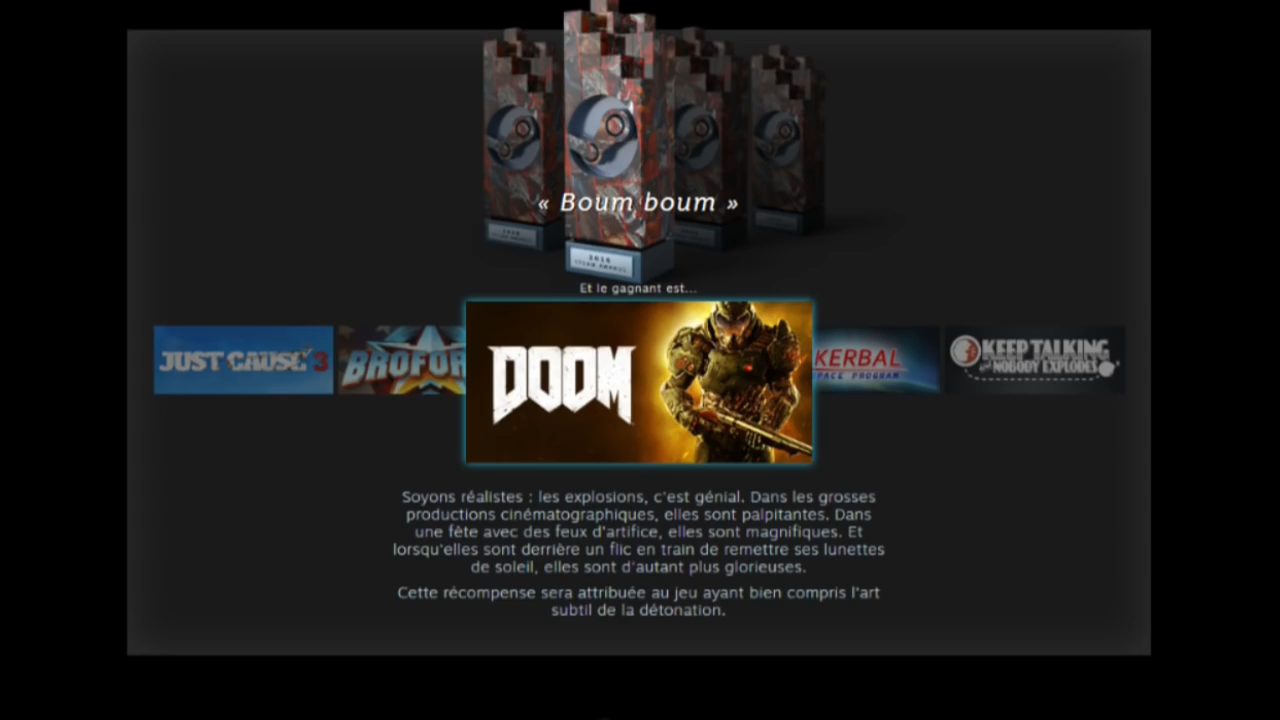 « Boum boum »
2016
Et le gagnant est...
JUST CAUSE 3
BROFOR
DOOM
KERBAL
SPACE PROGRAM
KEEP TALKING
and NOBODY EXPLODES
Soyons réalistes : les explosions, c'est génial. Dans les grosses
productions cinématographiques, elles sont palpitantes. Dans
une fête avec des feux d'artifice, elles sont magnifiques. Et
lorsqu'elles sont derrière un flic en train de remettre ses lunettes
de soleil, elles sont d'autant plus glorieuses.
Cette récompense sera attribuée au jeu ayant bien compris l'art
subtil de la détonation.